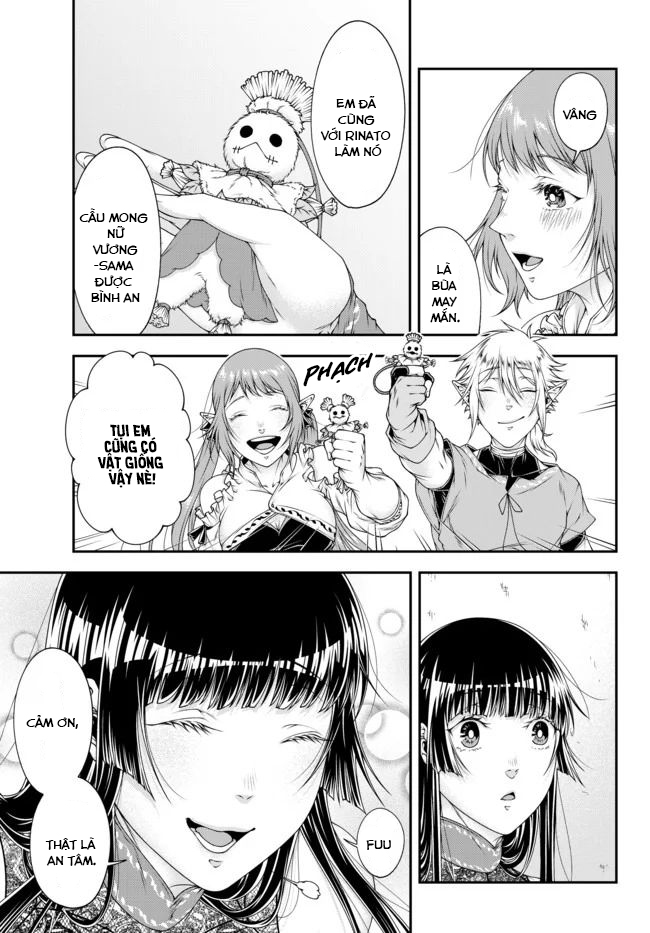 VÂNG
LÀ
BÙA MAY
MẮN.
EM ĐÃ
CÙNG
VỚI RINATO
LÀM NÓ
CẦU MONG
NỮ
VƯƠNG
-SAMA
ĐƯỢC
BÌNH AN
PHẠCH
TỤI EM
CŨNG CÓ
VẬT GIỐNG
VẬY NÈ!
FUU
CẢM ƠN,
THẬT LÀ
AN TÂM.